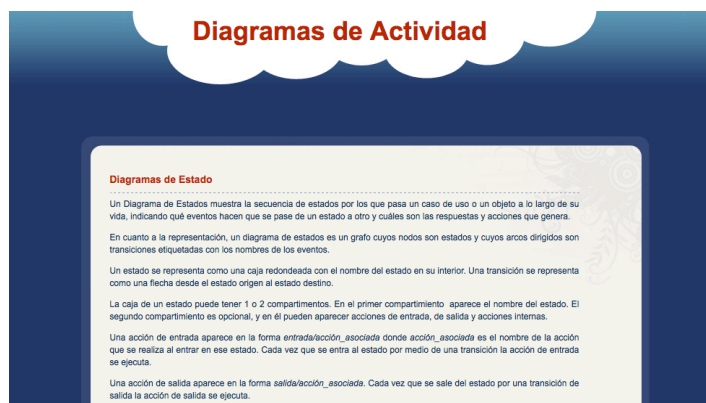 Diagramas de Actividad
Diagramas de Estado
Un Diagrama de Estados muestra la secuencia de estados por los que pasa un caso de uso o un objeto a lo largo de su
vida, indicando qué eventos hacen que se pase de un estado a otro y cuáles son las respuestas y acciones que genera.
En cuanto a la representación, un diagrama de estados es un grafo cuyos nodos son estados y cuyos arcos dirigidos son
transiciones etiquetadas con los nombres de los eventos.
Un estado se representa como una caja redondeada con el nombre del estado en su interior. Una transición se representa
como una flecha desde el estado origen al estado destino.
La caja de un estado puede tener 1 o 2 compartimentos. En el primer compartimiento aparece el nombre del estado. El
segundo compartimiento es opcional, y en él pueden aparecer acciones de entrada, de salida y acciones internas.
Una acción de entrada aparece en la forma entrada/acción_asociada donde acción_asociada es el nombre de la acción
que se realiza al entrar en ese estado. Cada vez que se entra al estado por medio de una transición la acción de entrada
se ejecuta.
Una acción de salida aparece en la forma salida/acción_asociada. Cada vez que se sale del estado por una transición de
salida la acción de salida se ejecuta.